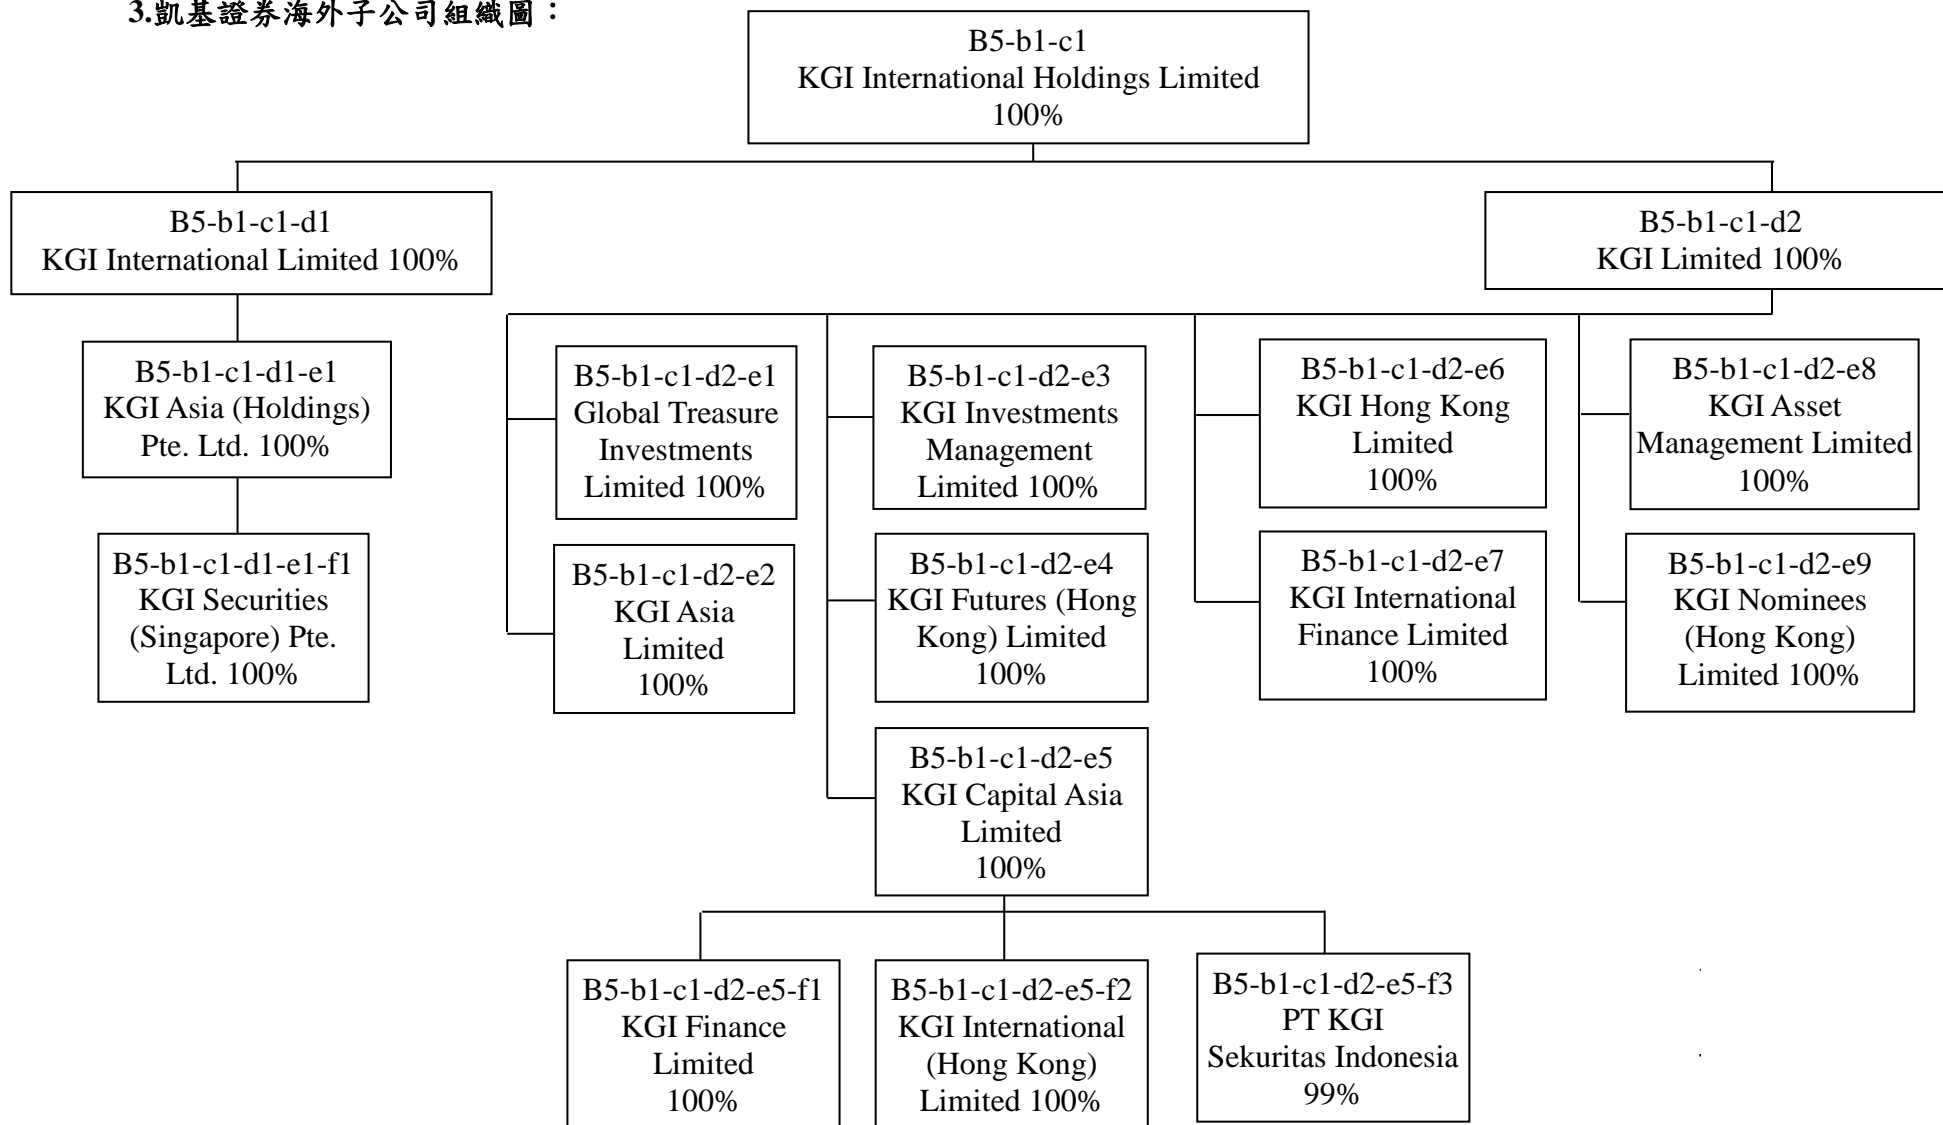 3.凱基證券海外子公司組織圖：
B5-b1-c1
KGI International Holdings Limited
100%
B5-b1-c1-d1
KGI International Limited 100%
B5-b1-c1-d2
KGI Limited 100%
B5-b1-c1-d1-e1
KGI Asia (Holdings)
Pte. Ltd. 100%
B5-b1-c1-d2-e1
Global Treasure
Investments
Limited 100%
B5-b1-c1-d2-e3
KGI Investments
Management
Limited 100%
B5-b1-c1-d2-e6
KGI Hong Kong
Limited
100%
B5-b1-c1-d2-e8
KGI Asset
Management Limited
100%
B5-b1-c1-d1-e1-f1
KGI Securities
(Singapore) Pte.
Ltd. 100%
B5-b1-c1-d2-e2
KGI Asia
Limited
100%
B5-b1-c1-d2-e4
KGI Futures (Hong
Kong) Limited
100%
B5-b1-c1-d2-e7
KGI International
Finance Limited
100%
B5-b1-c1-d2-e9
KGI Nominees
(Hong Kong)
Limited 100%
B5-b1-c1-d2-e5
KGI Capital Asia
Limited
100%
B5-b1-c1-d2-e5-f1
KGI Finance
Limited
100%
B5-b1-c1-d2-e5-f2
KGI International
(Hong Kong)
Limited 100%
B5-b1-c1-d2-e5-f3
PT KGI
Sekuritas Indonesia
99%